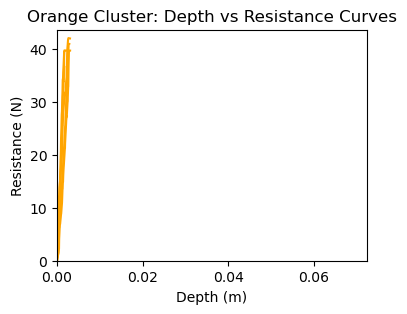 Orange Cluster: Depth vs Resistance Curves
Resistance (N)
40
30
20
10
0
0.00 0.02 0.04 0.06
Depth (m)